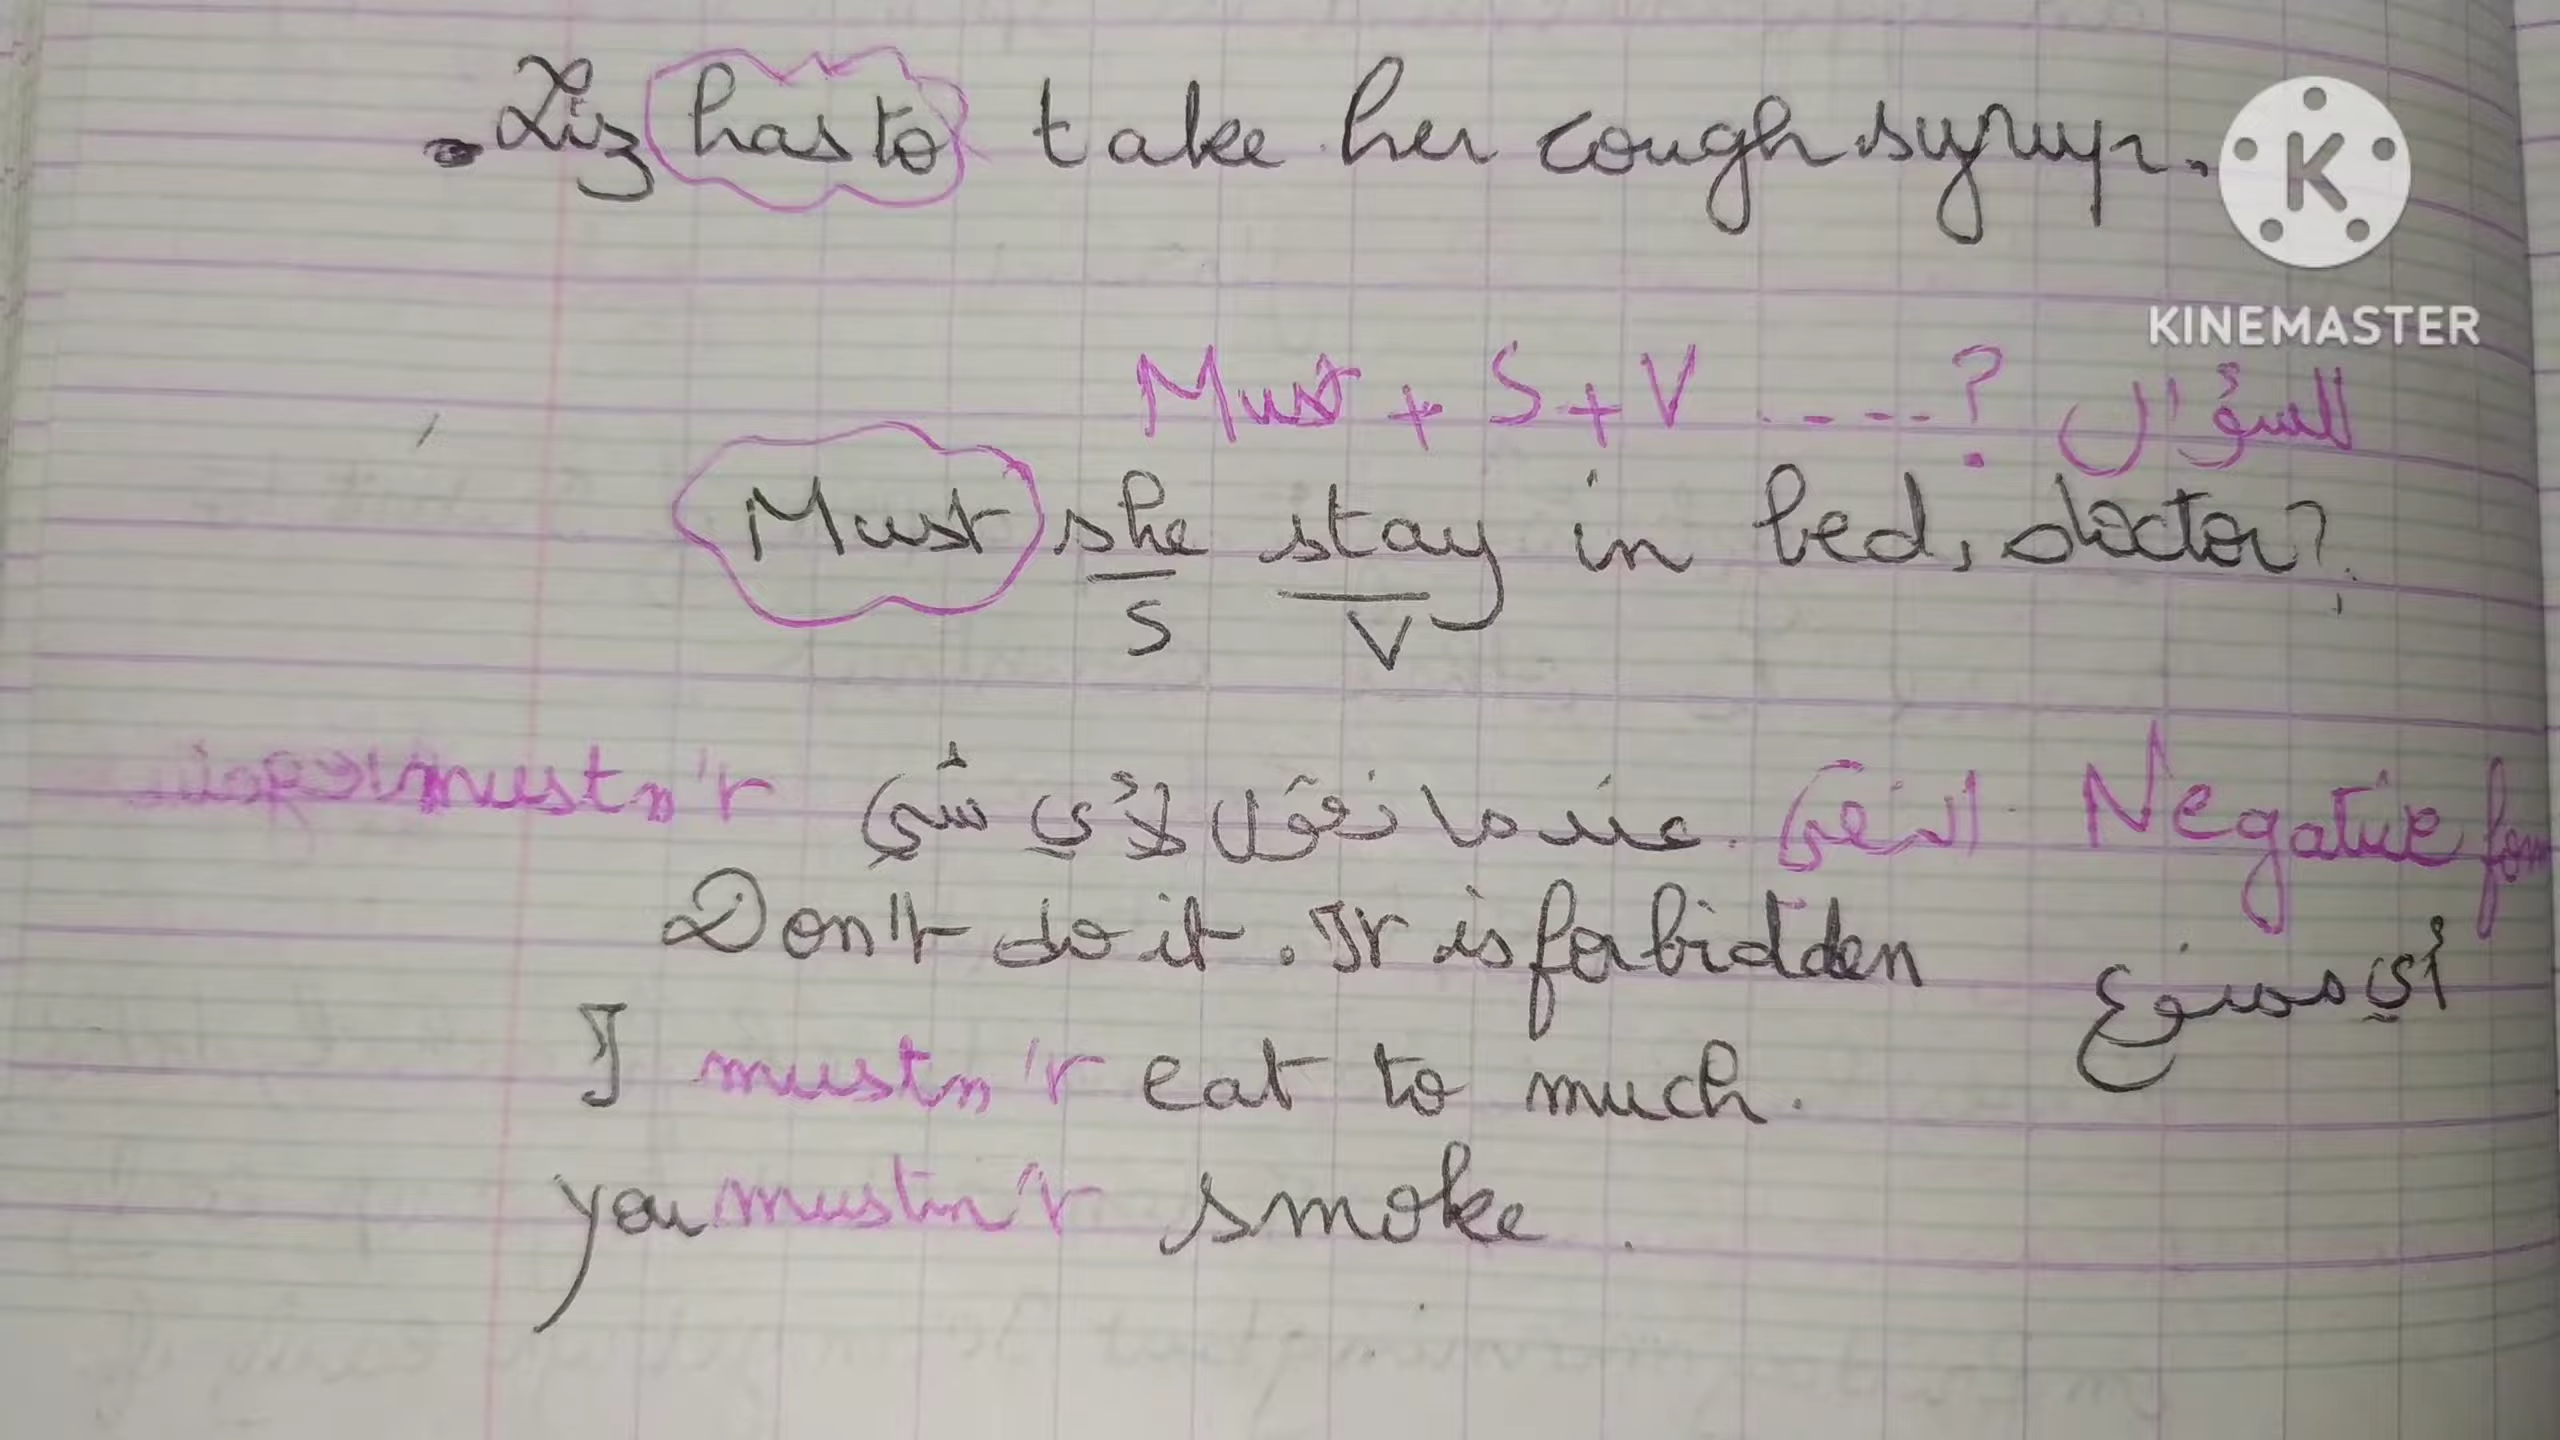 . Liz has to take her cough syrup.
K
KINEMASTER
Must + S + V ....? السؤال
Must she stay in bed, doctor?
S V
Negative form النفي. عندما نقول لأي شئ mustn't
Don't do it. It is forbidden أي ممنوع
I mustn't eat to much.
you mustn't smoke.